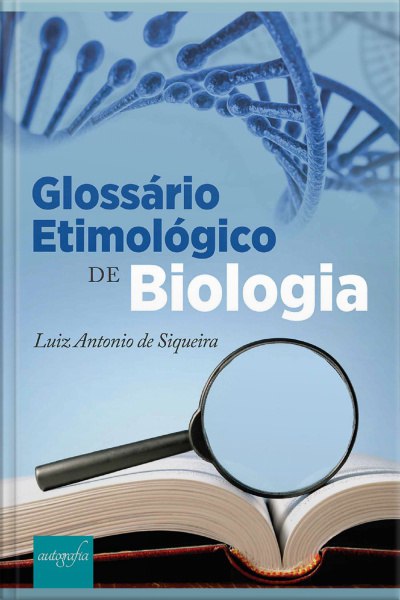 Glossário
Etimológico
DE Biologia
Luiz Antonio de Siqueira
autografia